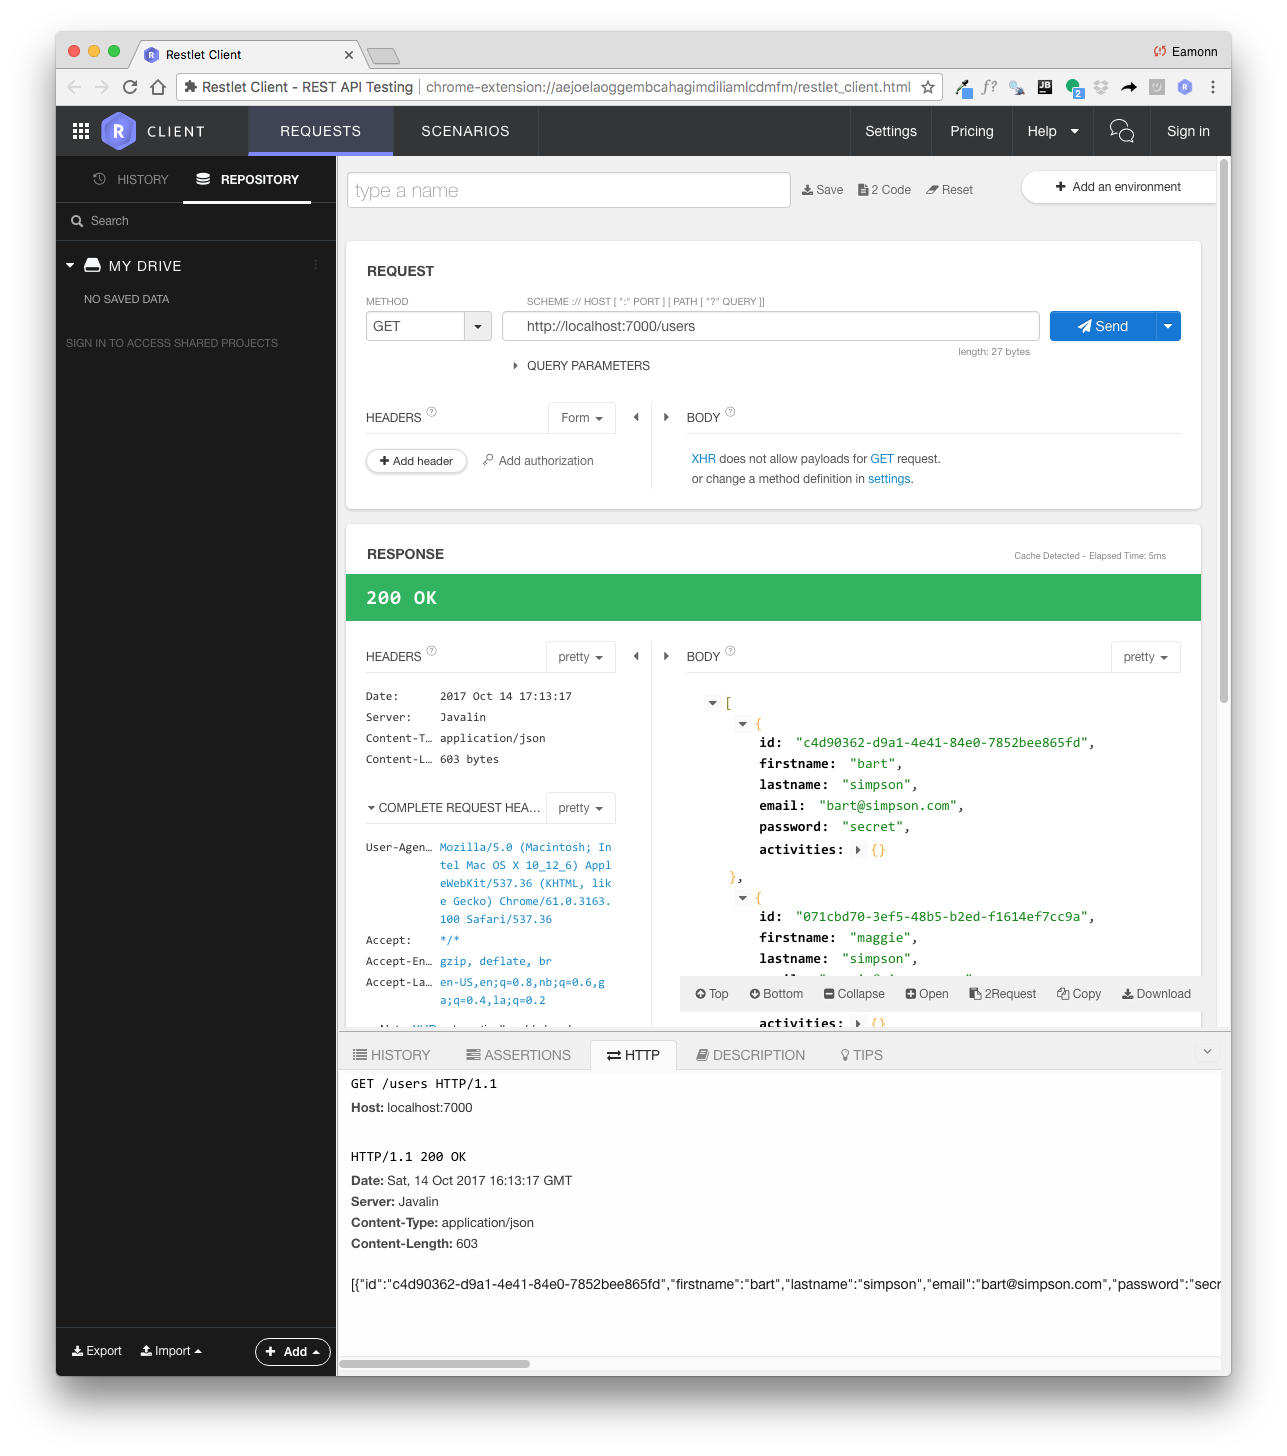 Restlet Client
Eamonn
Restlet Client - REST API Testing
chrome-extension://aejoelaoggembcahagimdiliamlcdmfm/restlet_client.html
CLIENT
REQUESTS
SCENARIOS
Settings
Pricing
Help
Sign in
HISTORY
REPOSITORY
Search
MY DRIVE
NO SAVED DATA
SIGN IN TO ACCESS SHARED PROJECTS
Export
Import
Add
type a name
Save
2 Code
Reset
Add an environment
REQUEST
METHOD
SCHEME :// HOST [ ":" PORT ] [ PATH [ "?" QUERY ]]
GET
http://localhost:7000/users
Send
length: 27 bytes
QUERY PARAMETERS
HEADERS
Form
BODY
Add header
Add authorization
XHR does not allow payloads for GET request.
or change a method definition in settings.
RESPONSE
Cache Detected - Elapsed Time: 5ms
200 OK
HEADERS
pretty
BODY
pretty
Date: 2017 Oct 14 17:13:17
Server: Javalin
Content-T... application/json
Content-L... 603 bytes
COMPLETE REQUEST HEA...
pretty
User-Agen... Mozilla/5.0 (Macintosh; In
tel Mac OS X 10_12_6) Appl
eWebKit/537.36 (KHTML, lik
e Gecko) Chrome/61.0.3163.
100 Safari/537.36
Accept: */*
Accept-En... gzip, deflate, br
Accept-La... en-US,en;q=0.8,nb;q=0.6,g
a;q=0.4,la;q=0.2
[
{
id: "c4d90362-d9a1-4e41-84e0-7852bee865fd",
firstname: "bart",
lastname: "simpson",
email: "bart@simpson.com",
password: "secret",
activities: {}
},
{
id: "071cbd70-3ef5-48b5-b2ed-f1614ef7cc9a",
firstname: "maggie",
lastname: "simpson",
Top
Bottom
Collapse
Open
2Request
Copy
Download
activities: {}
HISTORY
ASSERTIONS
HTTP
DESCRIPTION
TIPS
GET /users HTTP/1.1
Host: localhost:7000
HTTP/1.1 200 OK
Date: Sat, 14 Oct 2017 16:13:17 GMT
Server: Javalin
Content-Type: application/json
Content-Length: 603
[{"id":"c4d90362-d9a1-4e41-84e0-7852bee865fd","firstname":"bart","lastname":"simpson","email":"bart@simpson.com","password":"secr